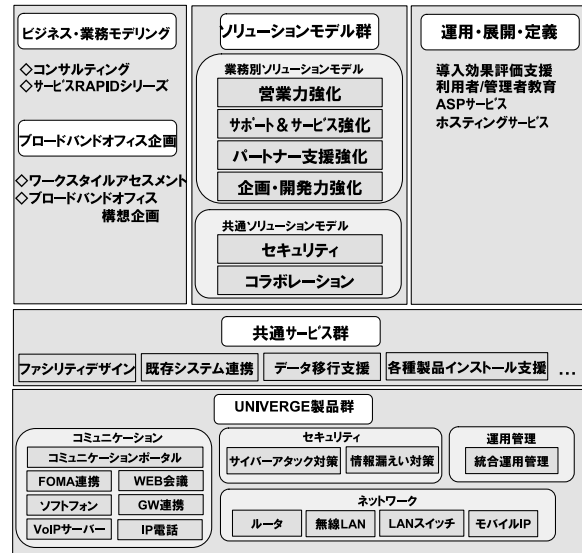 ビジネス・業務モデリング
◇コンサルティング
◇サービスRAPIDシリーズ
ブロードバンドオフィス企画
◇ワークスタイルアセスメント
◇ブロードバンドオフィス
構想企画
ソリューションモデル群
業務別ソリューションモデル
営業力強化
サポート&サービス強化
パートナー支援強化
企画・開発力強化
共通ソリューションモデル
セキュリティ
コラボレーション
運用・展開・定義
導入効果評価支援
利用者/管理者教育
ASPサービス
ホスティングサービス
共通サービス群
ファシリティデザイン
既存システム連携
データ移行支援
各種製品インストール支援
…
UNIVERGE製品群
コミュニケーション
コミュニケーションポータル
FOMA連携
WEB会議
ソフトフォン
GW連携
VoIPサーバー
IP電話
セキュリティ
サイバーアタック対策
情報漏えい対策
運用管理
統合運用管理
ネットワーク
ルータ
無線LAN
LANスイッチ
モバイルIP